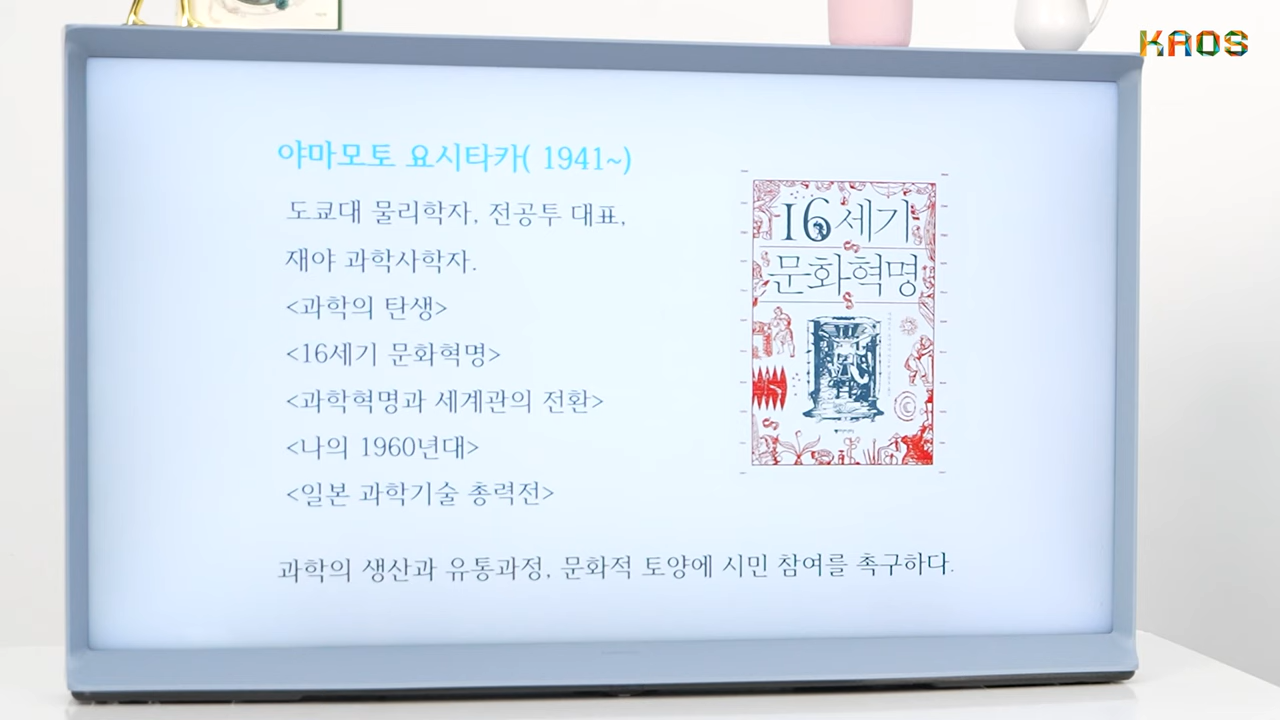 KAOS
야마모토 요시타카( 1941~)
도쿄대 물리학자, 전공투 대표,
재야 과학사학자.
<과학의 탄생>
<16세기 문화혁명>
<과학혁명과 세계관의 전환>
<나의 1960년대>
<일본 과학기술 총력전>
과학의 생산과 유통과정, 문화적 토양에 시민 참여를 촉구하다.
16세기
문화혁명